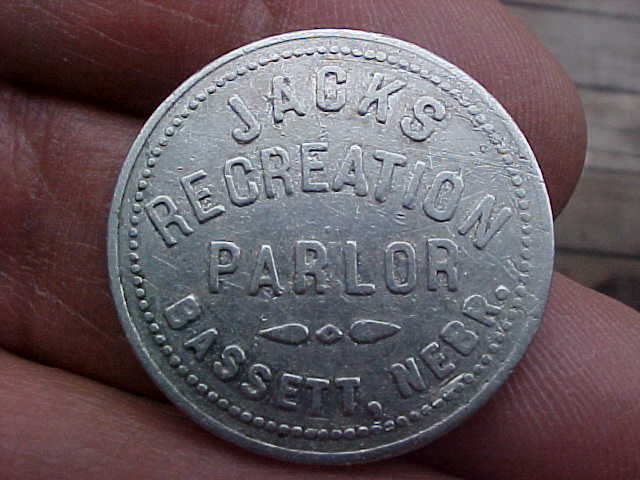 JACKS
RECREATION
PARLOR
BASSETT, NEBR.